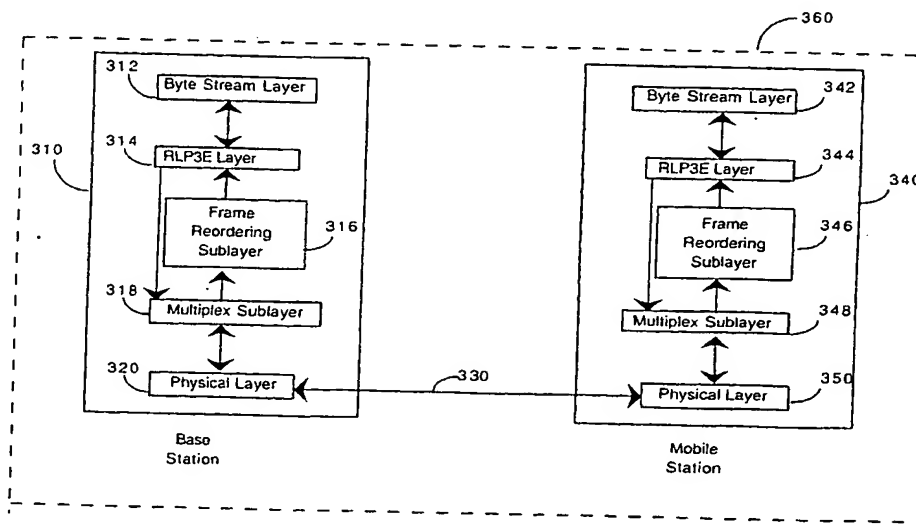 360
312
Byte Stream Layer
314
RLP3E Layer
310
Frame
Reordering
Sublayer
316
318
Multiplex Sublayer
320
Physical Layer
330
Base
Station
Byte Stream Layer
342
RLP3E Layer
344
340
Frame
Reordering
Sublayer
346
Multiplex Sublayer
348
Physical Layer
350
Mobile
Station